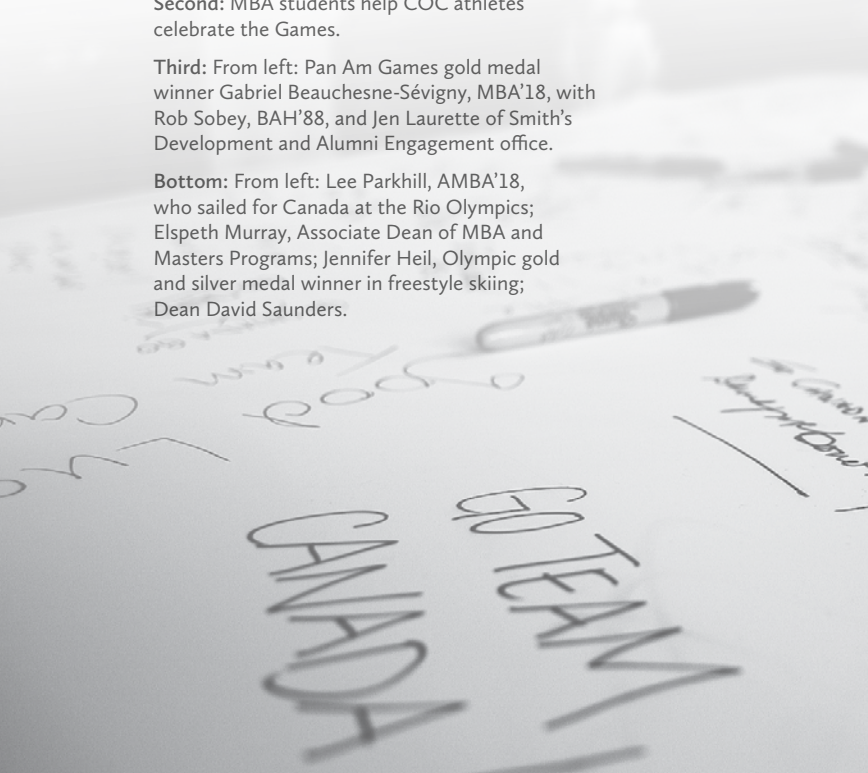 Second: MBA students help COC athletes
celebrate the Games.
Third: From left: Pan Am Games gold medal
winner Gabriel Beauchesne-Sévigny, MBA’18, with
Rob Sobey, BAH’88, and Jen Laurette of Smith’s
Development and Alumni Engagement office.
Bottom: From left: Lee Parkhill, AMBA’18,
who sailed for Canada at the Rio Olympics;
Elspeth Murray, Associate Dean of MBA and
Masters Programs; Jennifer Heil, Olympic gold
and silver medal winner in freestyle skiing;
Dean David Saunders.
Good
Team
GO TEAM
CANADA